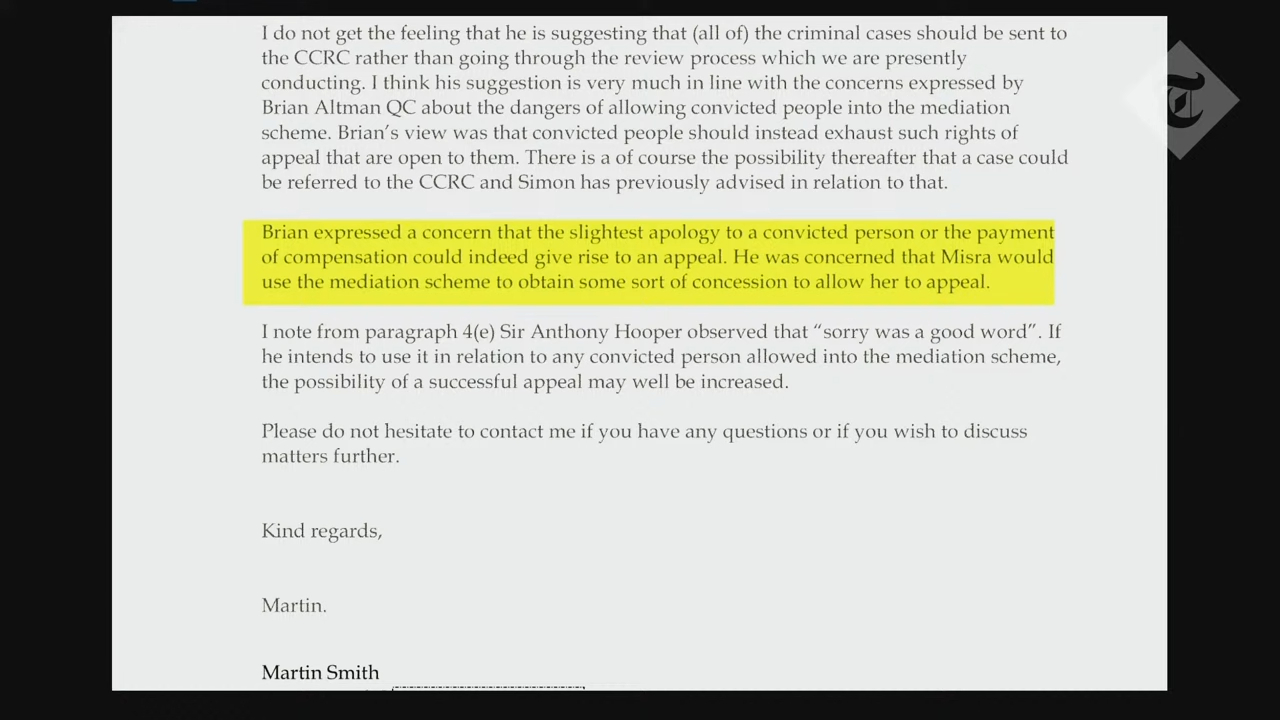 I do not get the feeling that he is suggesting that (all of) the criminal cases should be sent to
the CCRC rather than going through the review process which we are presently
conducting. I think his suggestion is very much in line with the concerns expressed by
Brian Altman QC about the dangers of allowing convicted people into the mediation
scheme. Brian's view was that convicted people should instead exhaust such rights of
appeal that are open to them. There is a of course the possibility thereafter that a case could
be referred to the CCRC and Simon has previously advised in relation to that.
Brian expressed a concern that the slightest apology to a convicted person or the payment
of compensation could indeed give rise to an appeal. He was concerned that Misra would
use the mediation scheme to obtain some sort of concession to allow her to appeal.
I note from paragraph 4(e) Sir Anthony Hooper observed that “sorry was a good word”. If
he intends to use it in relation to any convicted person allowed into the mediation scheme,
the possibility of a successful appeal may well be increased.
Please do not hesitate to contact me if you have any questions or if you wish to discuss
matters further.
Kind regards,
Martin.
Martin Smith
T